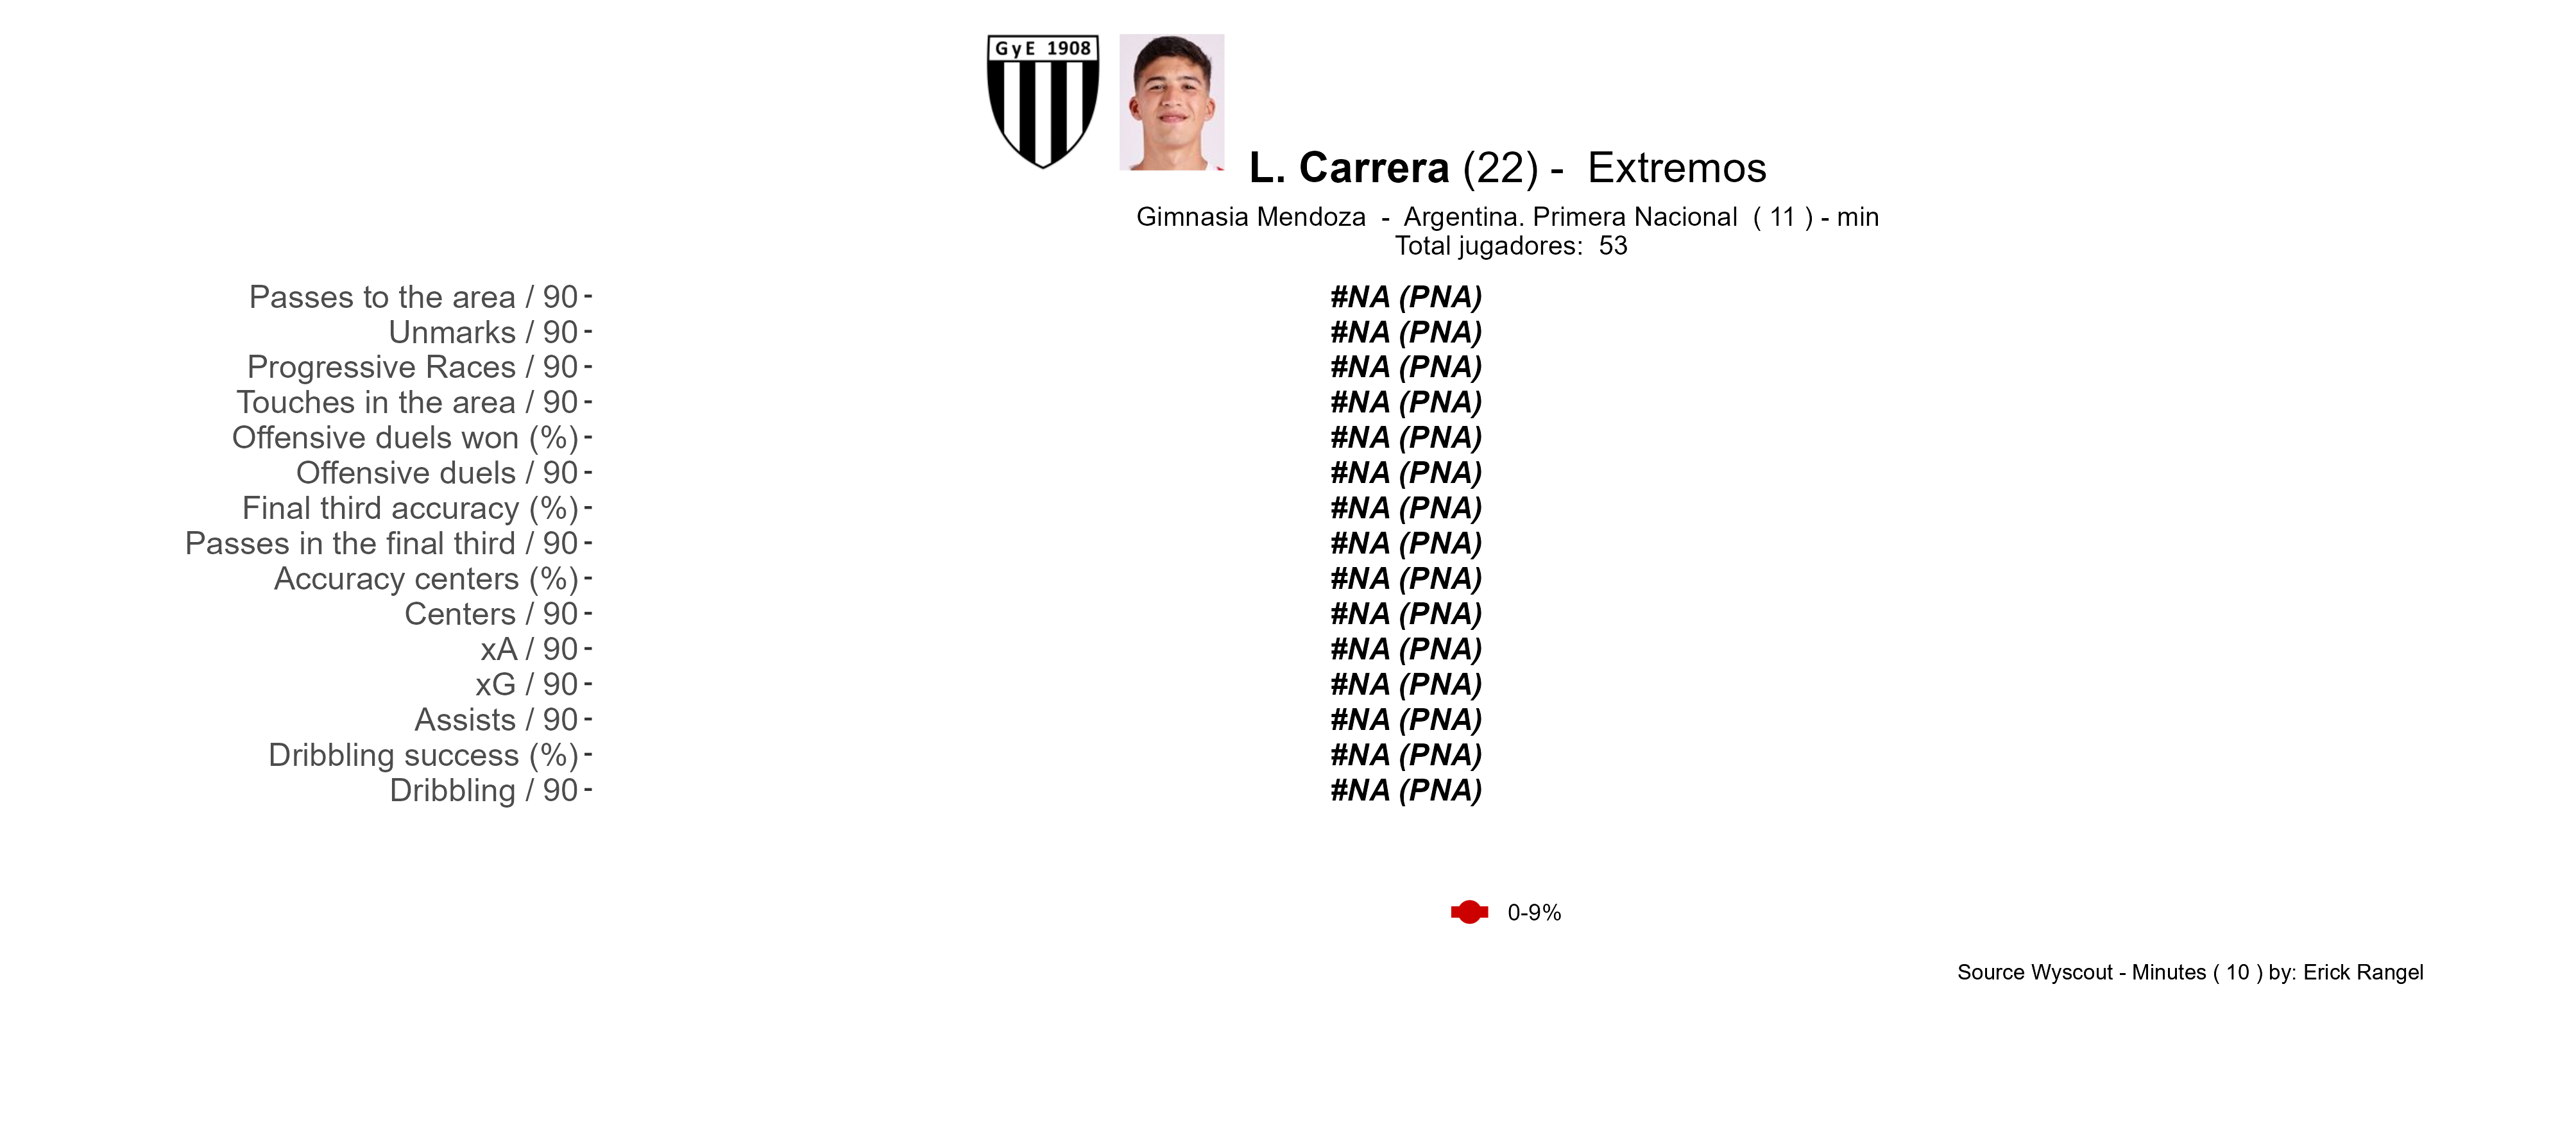 GyE 1908
L. Carrera (22) - Extremos
Gimnasia Mendoza - Argentina. Primera Nacional ( 11 ) - min
Total jugadores: 53
Passes to the area / 90 #NA (PNA)
Unmarks / 90 #NA (PNA)
Progressive Races / 90 #NA (PNA)
Touches in the area / 90 #NA (PNA)
Offensive duels won (%) #NA (PNA)
Offensive duels / 90 #NA (PNA)
Final third accuracy (%) #NA (PNA)
Passes in the final third / 90 #NA (PNA)
Accuracy centers (%) #NA (PNA)
Centers / 90 #NA (PNA)
xA / 90 #NA (PNA)
xG / 90 #NA (PNA)
Assists / 90 #NA (PNA)
Dribbling success (%) #NA (PNA)
Dribbling / 90 #NA (PNA)
0-9%
Source Wyscout - Minutes ( 10 ) by: Erick Rangel